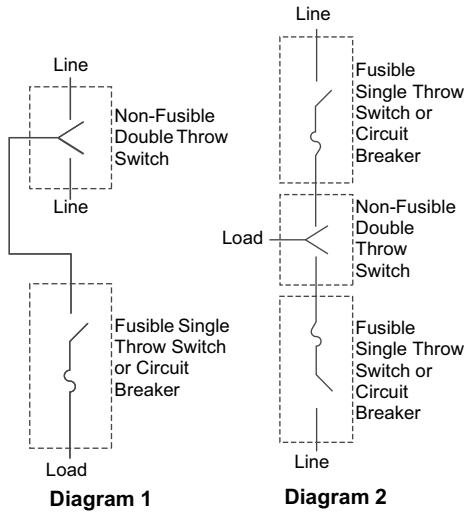 Line
Non-Fusible
Double Throw
Switch
Line
Fusible Single
Throw Switch
or Circuit
Breaker
Load
Diagram 1
Line
Fusible
Single Throw
Switch or
Circuit
Breaker
Non-Fusible
Double
Throw
Switch
Load
Fusible
Single Throw
Switch or
Circuit
Breaker
Line
Diagram 2